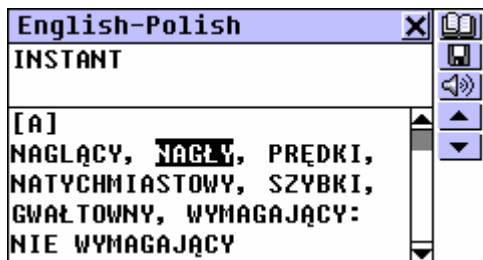 English-Polish
INSTANT
[A]
NAGLĄCY, NAGŁY, PRĘDKI,
NATYCHMIASTOWY, SZYBKI,
GWAŁTOWNY, WYMAGAJĄCY:
NIE WYMAGAJĄCY